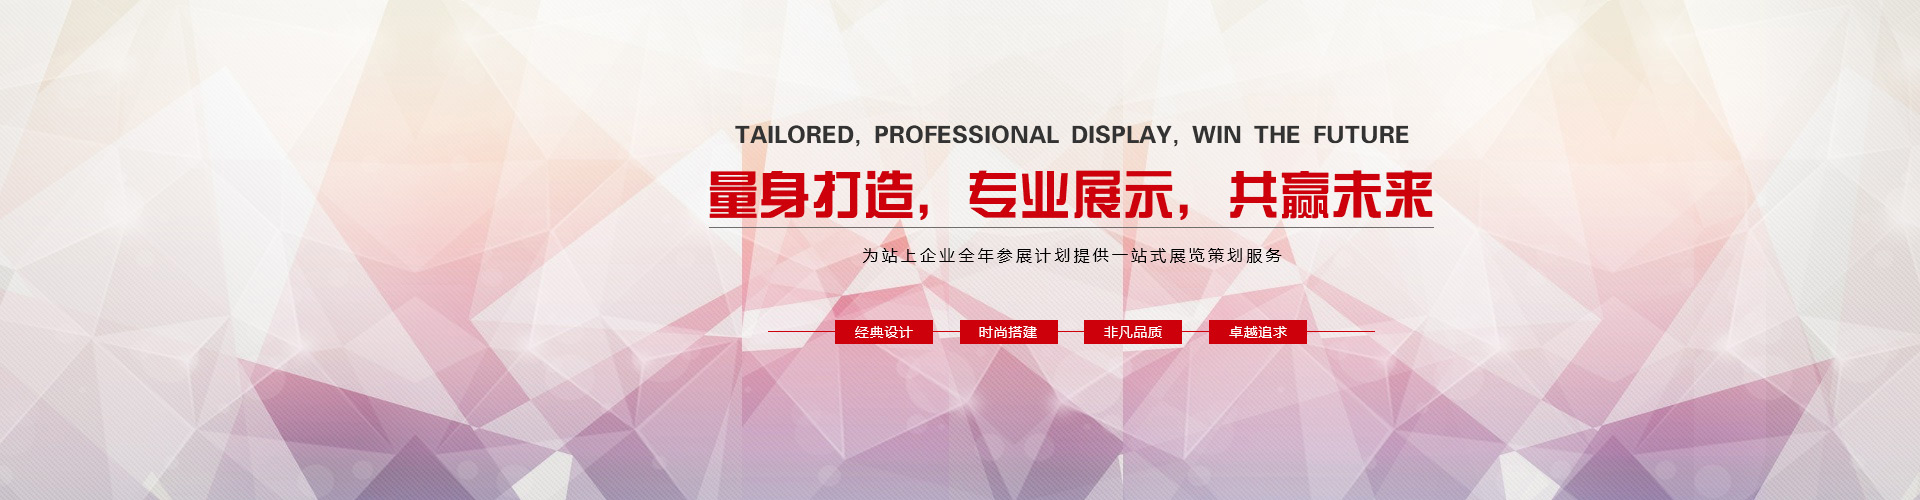 TAILORED, PROFESSIONAL DISPLAY, WIN THE FUTURE
量身打造，专业展示，共赢未来
为站上企业全年参展计划提供一站式展览策划服务
经典设计 时尚搭建 非凡品质 卓越追求